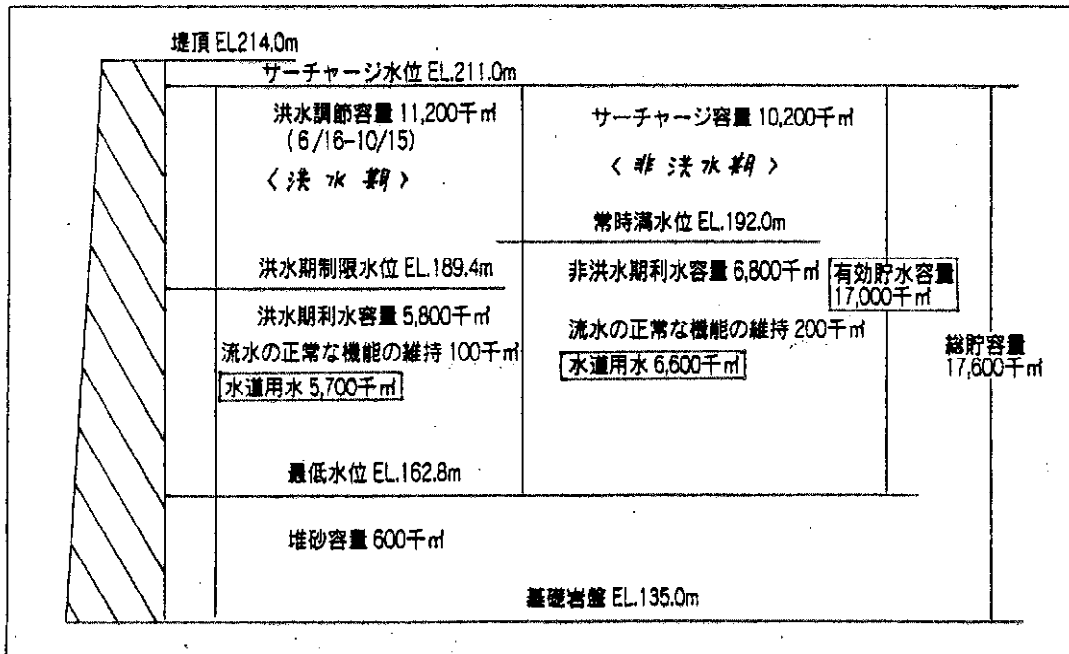 堤頂 EL214.0m
サーチャージ水位 EL.211.0m
洪水調節容量 11,200千㎥
(6/16-10/15)
〈洪水期〉
サーチャージ容量 10,200千㎥
〈非洪水期〉
常時満水位 EL.192.0m
洪水期制限水位 EL.189.4m
非洪水期利水容量 6,800千㎥
有効貯水容量
17,000千㎥
洪水期利水容量 5,800千㎥
流水の正常な機能の維持 100千㎥
水道用水 5,700千㎥
流水の正常な機能の維持 200千㎥
水道用水 6,600千㎥
総貯容量
17,600千㎥
最低水位 EL.162.8m
堆砂容量 600千㎥
基礎岩盤 EL.135.0m